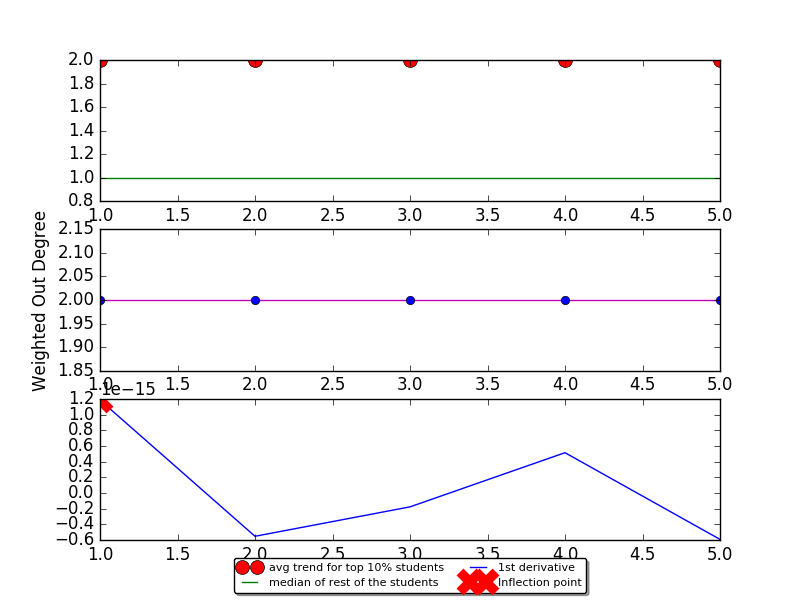 2.0
1.8
1.6
1.4
1.2
1.0
0.8
1.0 1.5 2.0 2.5 3.0 3.5 4.0 4.5 5.0
Weighted Out Degree
2.15
2.10
2.05
2.00
1.95
1.90
1.85
1.0 1.5 2.0 2.5 3.0 3.5 4.0 4.5 5.0
1e−15
1.2
1.0
0.8
0.6
0.4
0.2
0.0
−0.2
−0.4
−0.6
1.0 1.5 2.0 2.5 3.0 3.5 4.0 4.5 5.0
avg trend for top 10% students
median of rest of the students
1st derivative
Inflection point